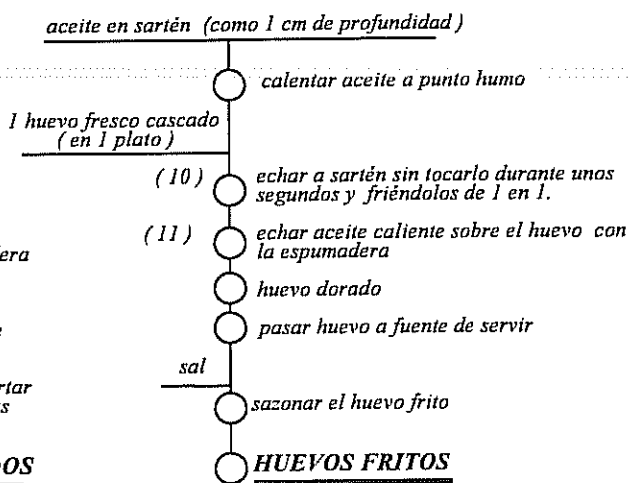 aceite en sartén (como 1 cm de profundidad)
calentar aceite a punto humo
1 huevo fresco cascado
(en 1 plato)
(10) echar a sartén sin tocarlo durante unos
segundos y friéndolos de 1 en 1.
(11) echar aceite caliente sobre el huevo con
la espumadera
huevo dorado
pasar huevo a fuente de servir
sal
sazonar el huevo frito
HUEVOS FRITOS